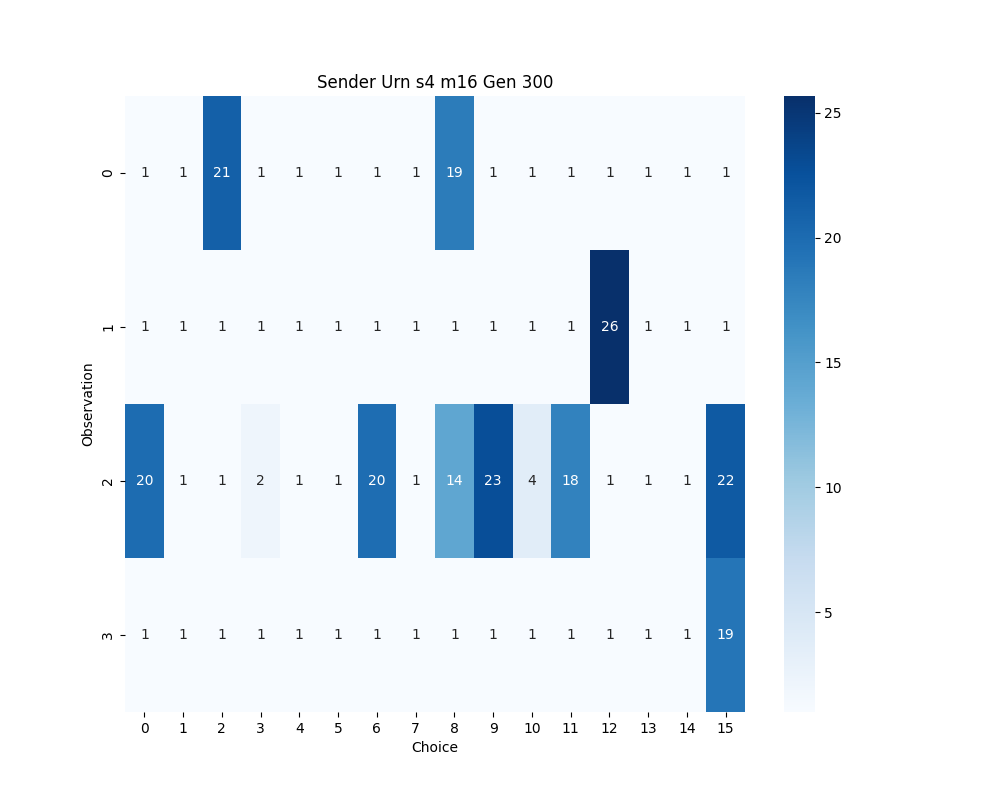 Sender Urn s4 m16 Gen 300
0 1 1 21 1 1 1 1 1 19 1 1 1 1 1 1 1
1 1 1 1 1 1 1 1 1 1 1 1 1 26 1 1 1
2 20 1 1 2 1 1 20 1 14 23 4 18 1 1 1 22
3 1 1 1 1 1 1 1 1 1 1 1 1 1 1 1 19
0 1 2 3 4 5 6 7 8 9 10 11 12 13 14 15
Choice
Observation
25
20
15
10
5